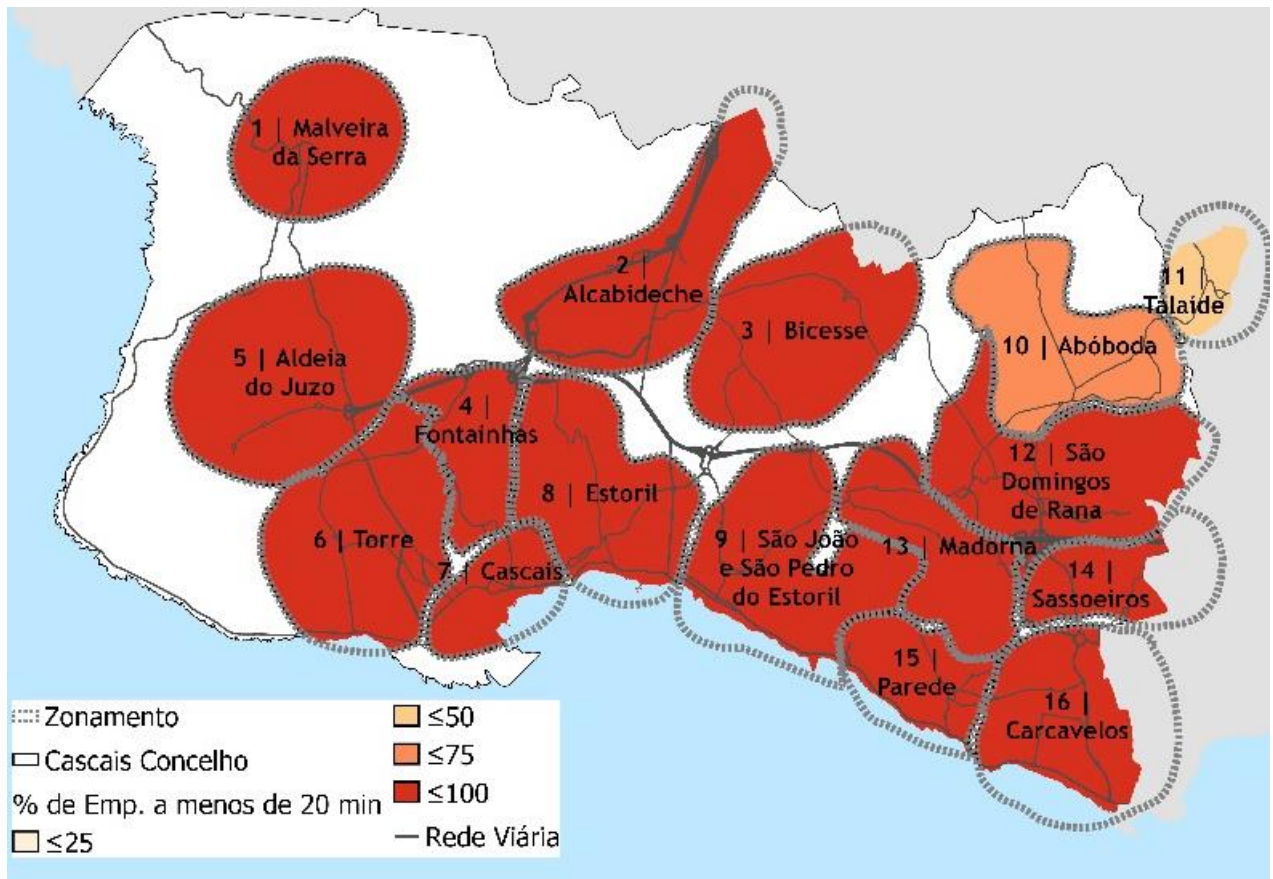 1 | Malveira
da Serra
2 |
Alcabideche
3 | Bicesse
11 |
Talaíde
10 | Abóboda
5 | Aldeia
do Juzo
4 |
Fontainhas
12 | São
Domingos
de Rana
8 | Estoril
6 | Torre
9 | São João
e São Pedro
do Estoril
13 | Madorna
7 | Cascais
14 |
Sassoeiros
15 |
Parede
16 |
Carcavelos
Zonamento
Cascais Concelho
% de Emp. a menos de 20 min
≤25
≤50
≤75
≤100
Rede Viária